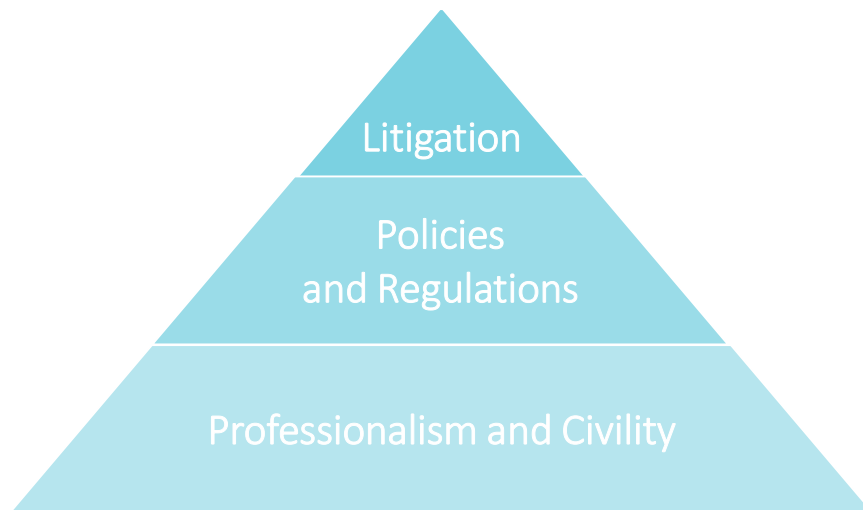 Litigation
Policies
and Regulations
Professionalism and Civility